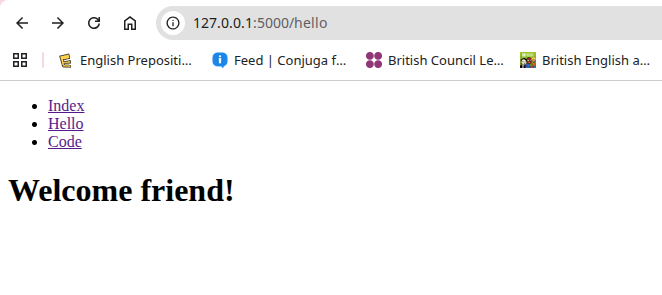 127.0.0.1:5000/hello
English Prepositi... Feed | Conjuga f... British Council Le... British English a...
Index
Hello
Code
Welcome friend!